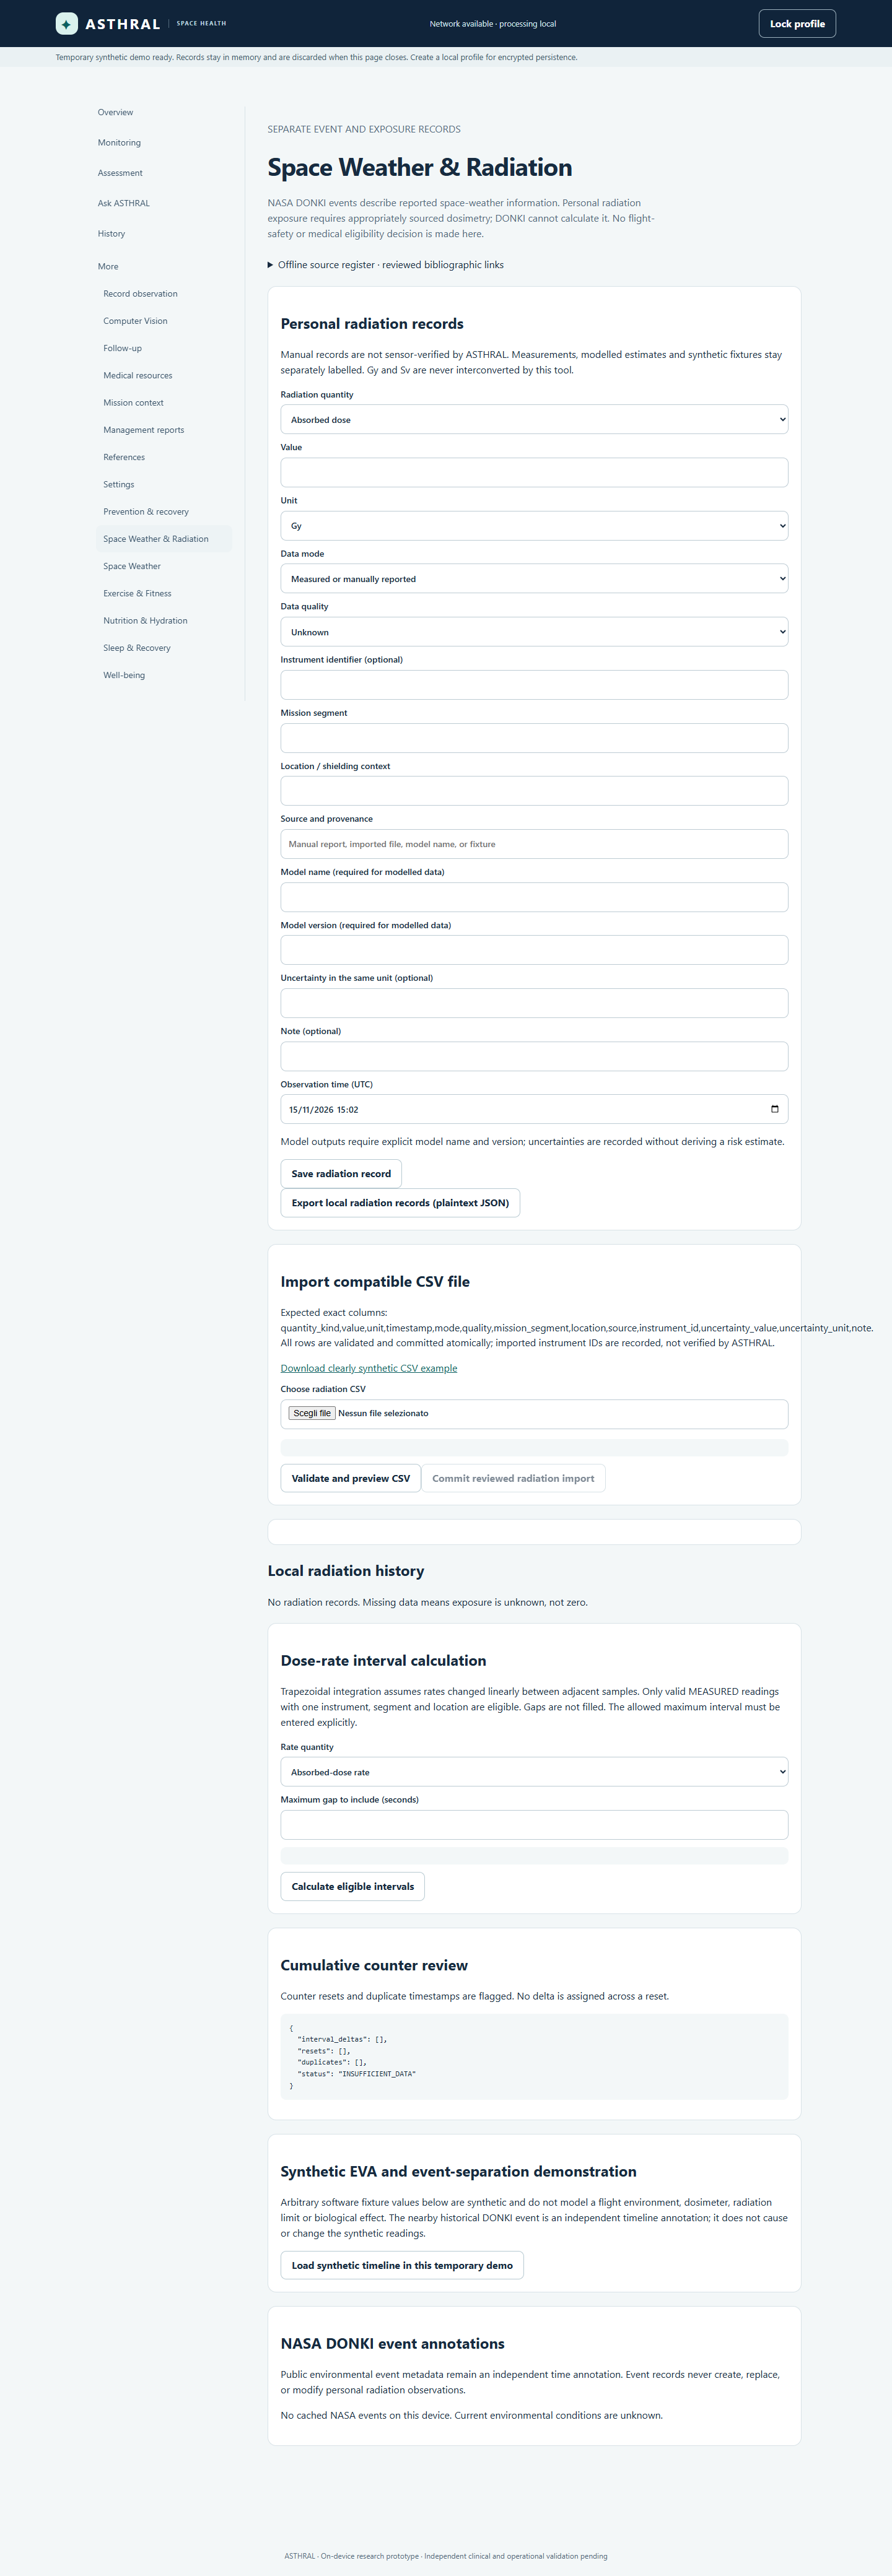 ASTHRAL
SPACE HEALTH
Network available · processing local
Lock profile
Temporary synthetic demo ready. Records stay in memory and are discarded when this page closes. Create a local profile for encrypted persistence.
Overview
Monitoring
Assessment
Ask ASTHRAL
History
More
Record observation
Computer Vision
Follow-up
Medical resources
Mission context
Management reports
References
Settings
Prevention & recovery
Space Weather & Radiation
Space Weather
Exercise & Fitness
Nutrition & Hydration
Sleep & Recovery
Well-being
SEPARATE EVENT AND EXPOSURE RECORDS
Space Weather & Radiation
NASA DONKI events describe reported space-weather information. Personal radiation
exposure requires appropriately sourced dosimetry; DONKI cannot calculate it. No flight-
safety or medical eligibility decision is made here.
Offline source register · reviewed bibliographic links
Personal radiation records
Manual records are not sensor-verified by ASTHRAL. Measurements, modelled estimates and synthetic fixtures stay
separately labelled. Gy and Sv are never interconverted by this tool.
Radiation quantity
Absorbed dose
Value
Unit
Gy
Data mode
Measured or manually reported
Data quality
Unknown
Instrument identifier (optional)
Mission segment
Location / shielding context
Source and provenance
Manual report, imported file, model name, or fixture
Model name (required for modelled data)
Model version (required for modelled data)
Uncertainty in the same unit (optional)
Note (optional)
Observation time (UTC)
15/11/2026 15:02
Model outputs require explicit model name and version; uncertainties are recorded without deriving a risk estimate.
Save radiation record
Export local radiation records (plaintext JSON)
Import compatible CSV file
Expected exact columns:
quantity_kind,value,unit,timestamp,mode,quality,mission_segment,location,source,instrument_id,uncertainty_value,uncertainty_unit,note.
All rows are validated and committed atomically; imported instrument IDs are recorded, not verified by ASTHRAL.
Download clearly synthetic CSV example
Choose radiation CSV
Scegli file Nessun file selezionato
Validate and preview CSV
Commit reviewed radiation import
Local radiation history
No radiation records. Missing data means exposure is unknown, not zero.
Dose-rate interval calculation
Trapezoidal integration assumes rates changed linearly between adjacent samples. Only valid MEASURED readings
with one instrument, segment and location are eligible. Gaps are not filled. The allowed maximum interval must be
entered explicitly.
Rate quantity
Absorbed-dose rate
Maximum gap to include (seconds)
Calculate eligible intervals
Cumulative counter review
Counter resets and duplicate timestamps are flagged. No delta is assigned across a reset.
{
"interval_deltas": [],
"resets": [],
"duplicates": [],
"status": "INSUFFICIENT_DATA"
}
Synthetic EVA and event-separation demonstration
Arbitrary software fixture values below are synthetic and do not model a flight environment, dosimeter, radiation
limit or biological effect. The nearby historical DONKI event is an independent timeline annotation; it does not cause
or change the synthetic readings.
Load synthetic timeline in this temporary demo
NASA DONKI event annotations
Public environmental event metadata remain an independent time annotation. Event records never create, replace,
or modify personal radiation observations.
No cached NASA events on this device. Current environmental conditions are unknown.
ASTHRAL · On-device research prototype · Independent clinical and operational validation pending